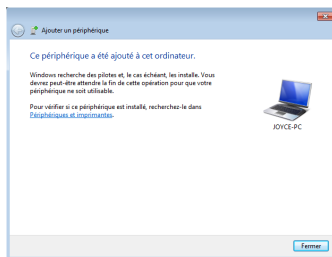 Ajouter un périphérique
Ce périphérique a été ajouté à cet ordinateur.
Windows recherche des pilotes et, le cas échéant, les installe. Vous
devrez peut-être attendre la fin de cette opération pour que votre
périphérique ne soit utilisable.
Pour vérifier si ce périphérique est installé, recherchez-le dans
Périphériques et imprimantes.
JOYCE-PC
Fermer